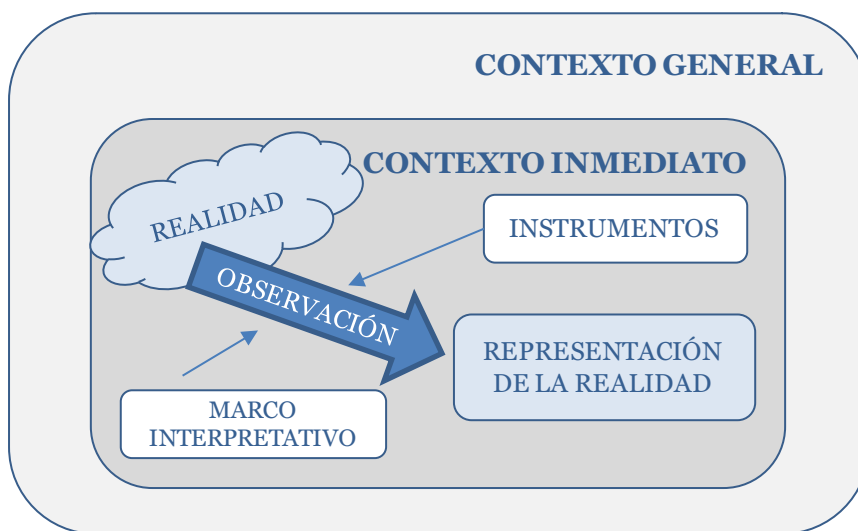 CONTEXTO GENERAL
CONTEXTO INMEDIATO
REALIDAD
INSTRUMENTOS
OBSERVACIÓN
REPRESENTACIÓN
DE LA REALIDAD
MARCO
INTERPRETATIVO